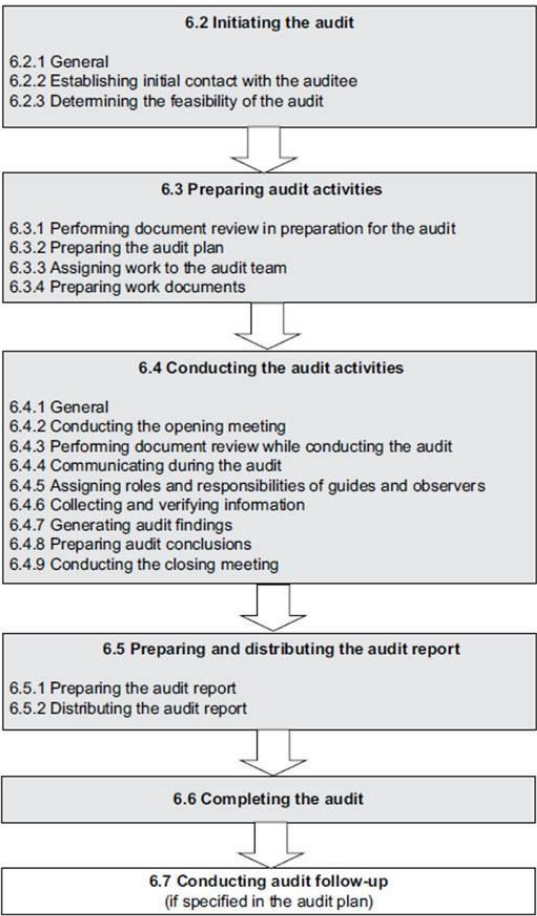 6.2 Initiating the audit
6.2.1 General
6.2.2 Establishing initial contact with the auditee
6.2.3 Determining the feasibility of the audit
6.3 Preparing audit activities
6.3.1 Performing document review in preparation for the audit
6.3.2 Preparing the audit plan
6.3.3 Assigning work to the audit team
6.3.4 Preparing work documents
6.4 Conducting the audit activities
6.4.1 General
6.4.2 Conducting the opening meeting
6.4.3 Performing document review while conducting the audit
6.4.4 Communicating during the audit
6.4.5 Assigning roles and responsibilities of guides and observers
6.4.6 Collecting and verifying information
6.4.7 Generating audit findings
6.4.8 Preparing audit conclusions
6.4.9 Conducting the closing meeting
6.5 Preparing and distributing the audit report
6.5.1 Preparing the audit report
6.5.2 Distributing the audit report
6.6 Completing the audit
6.7 Conducting audit follow-up
(if specified in the audit plan)